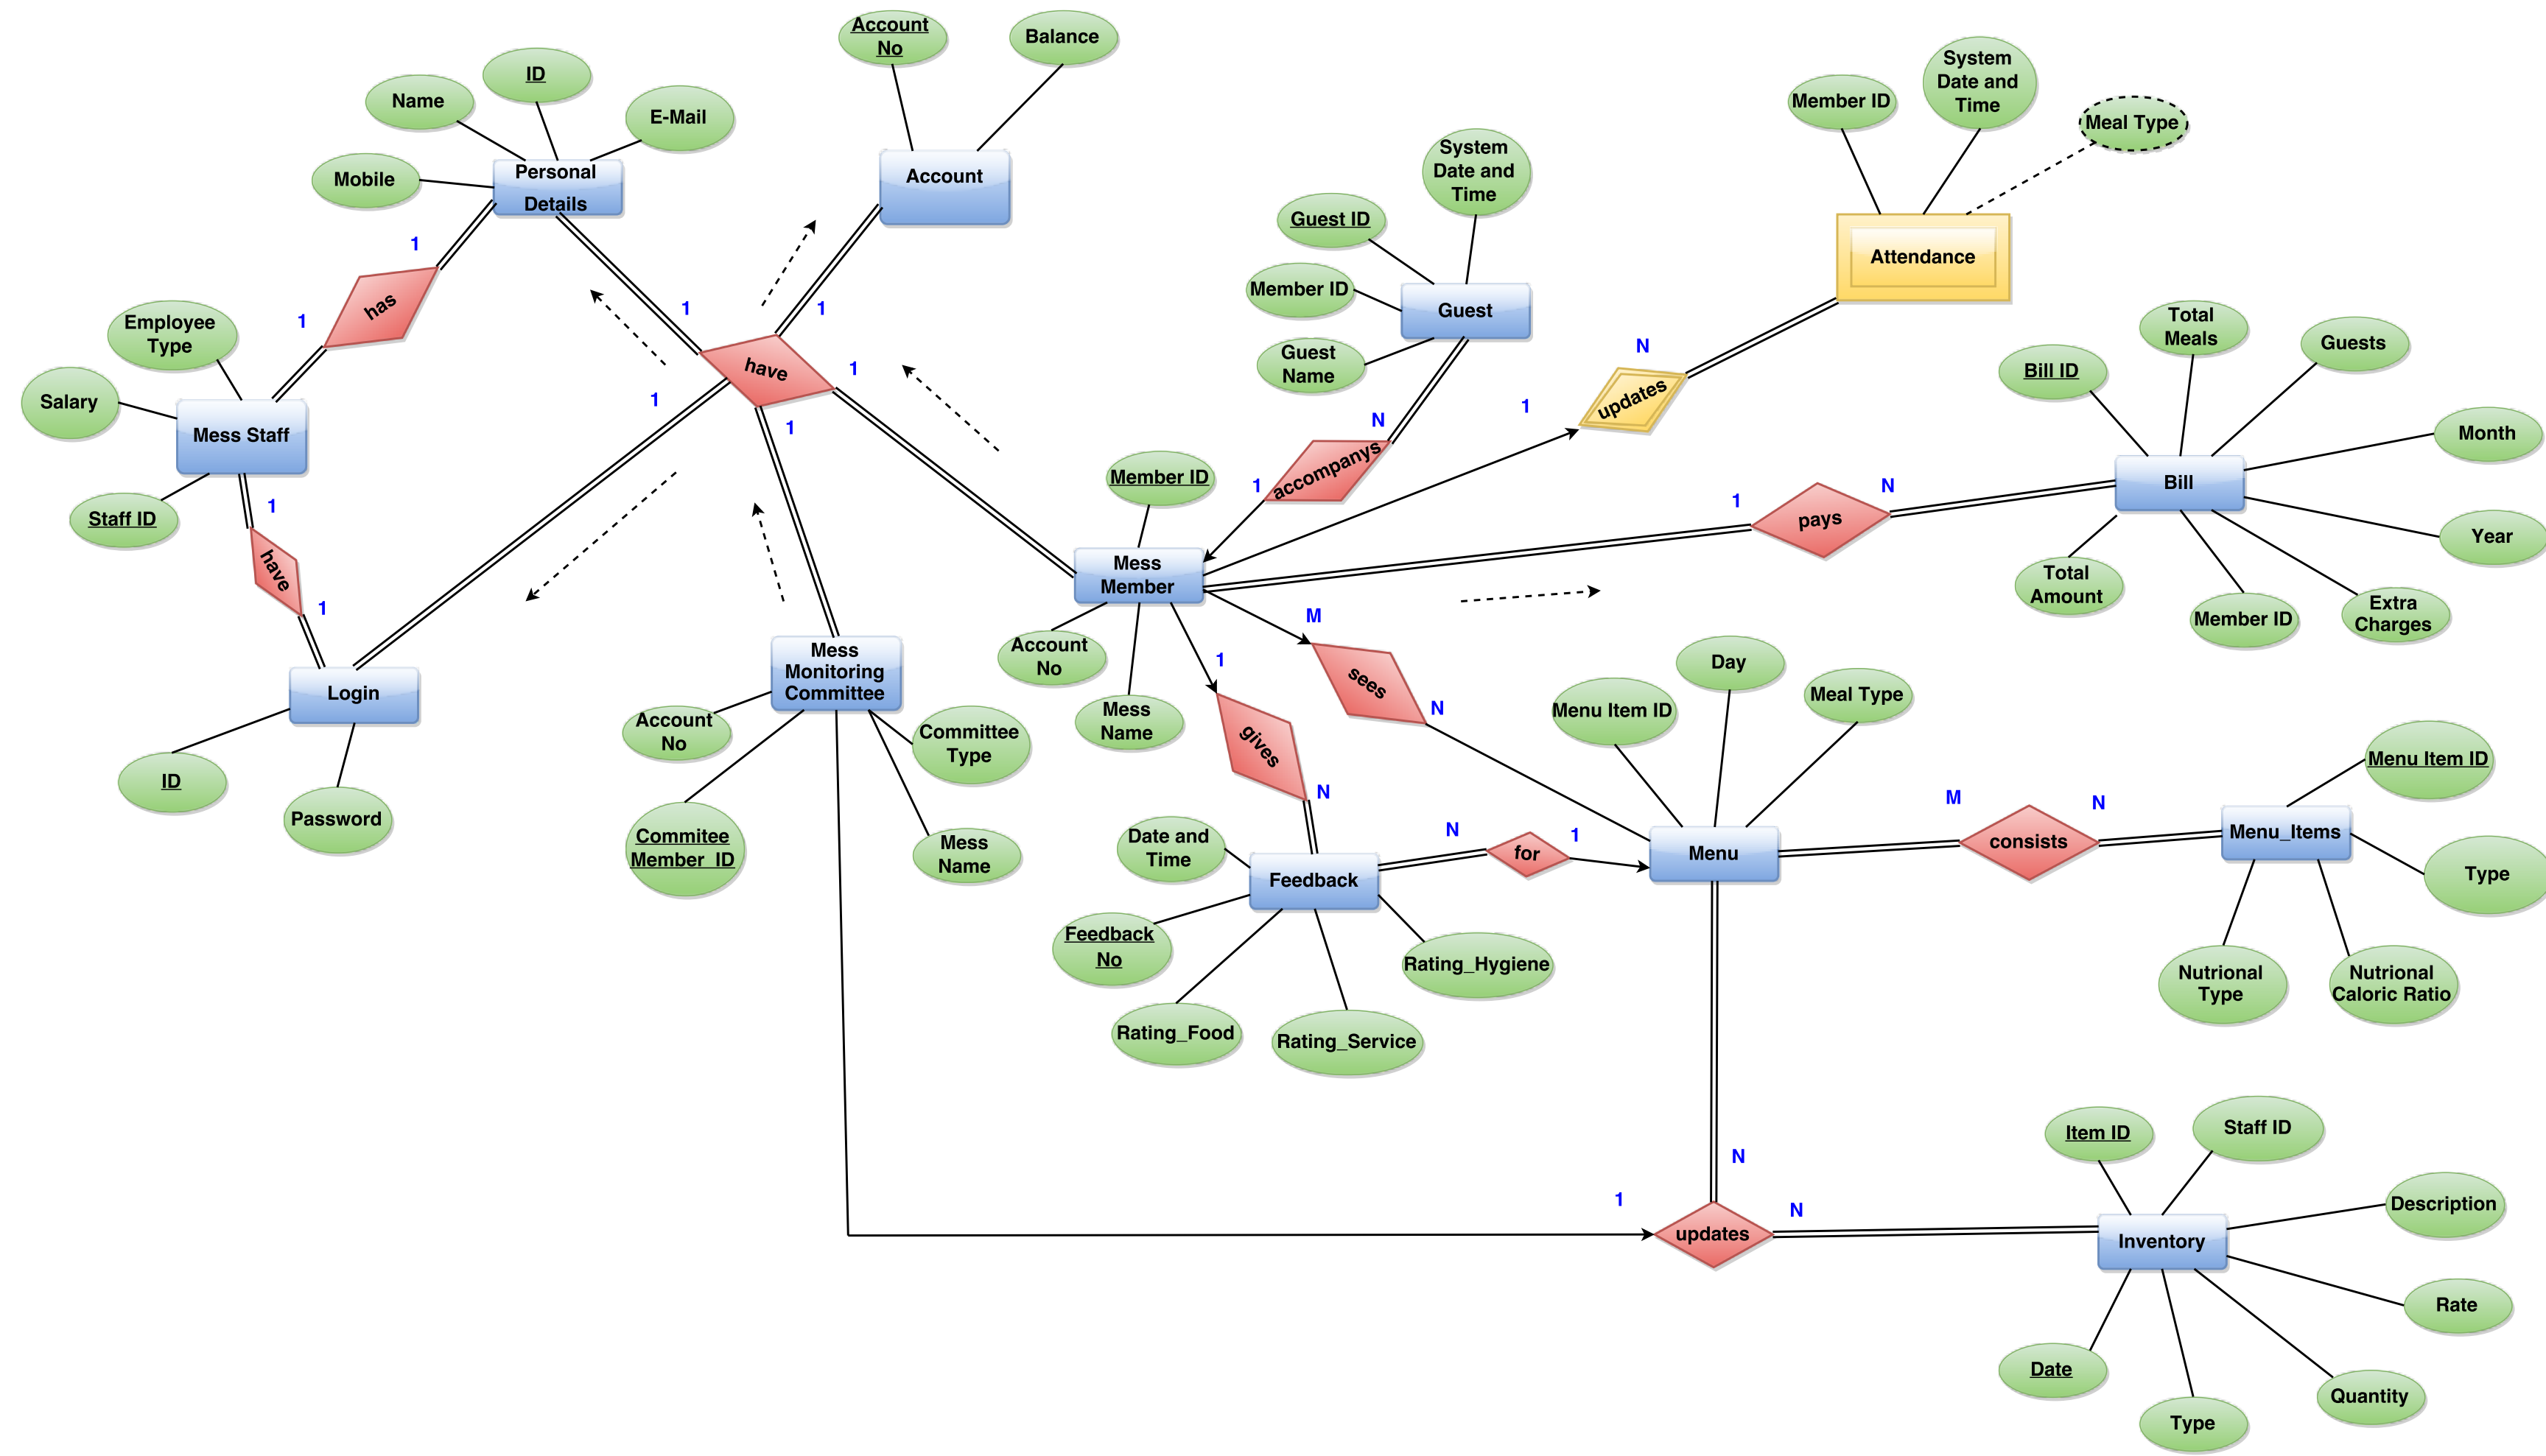 Account
No
Balance
ID
Name
E-Mail
Mobile
Personal
Details
Account
System
Date and
Time
Member ID
Meal Type
Attendance
System
Date and
Time
Guest ID
Member ID
Guest
Guest
Name
1
has
1
1
1
have
1
1
1
Employee
Type
Salary
Mess Staff
Staff ID
1
have
1
Login
ID
Password
N
updates
1
N
accompanys
1
Total
Meals
Guests
Bill ID
Month
Bill
Year
Total
Amount
Member ID
Extra
Charges
1
pays
N
Member ID
Mess
Member
Account
No
Mess
Name
Mess
Monitoring
Committee
Account
No
Committee
Type
Commitee
Member_ID
Mess
Name
M
sees
N
1
gives
N
Day
Menu Item ID
Meal Type
Menu
M
consists
N
Menu_Items
Menu Item ID
Type
Nutrional
Type
Nutrional
Caloric Ratio
Date and
Time
Feedback
N
for
1
Feedback
No
Rating_Hygiene
Rating_Food
Rating_Service
N
1
updates
N
Item ID
Staff ID
Description
Inventory
Rate
Date
Quantity
Type